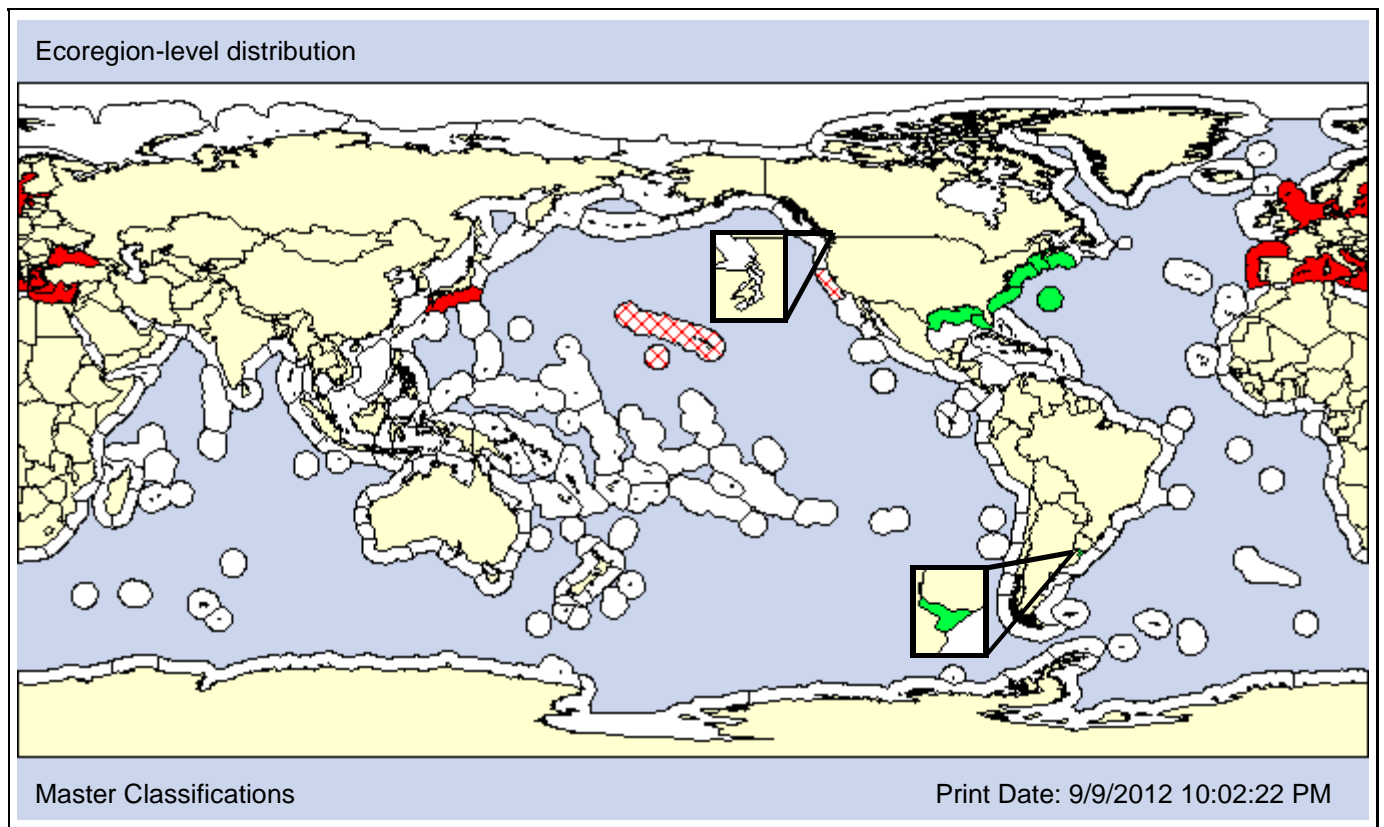 Ecoregion-level distribution
Master Classifications
Print Date: 9/9/2012 10:02:22 PM